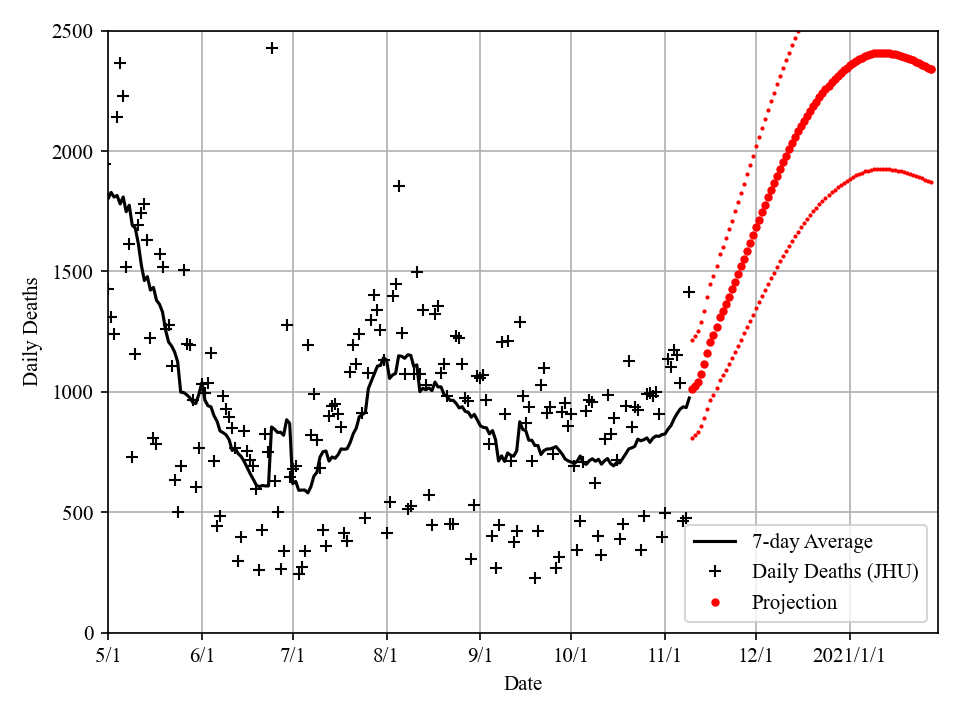 2500
2000
1500
1000
500
0
Daily Deaths
7-day Average
Daily Deaths (JHU)
Projection
5/1 6/1 7/1 8/1 9/1 10/1 11/1 12/1 2021/1/1
Date